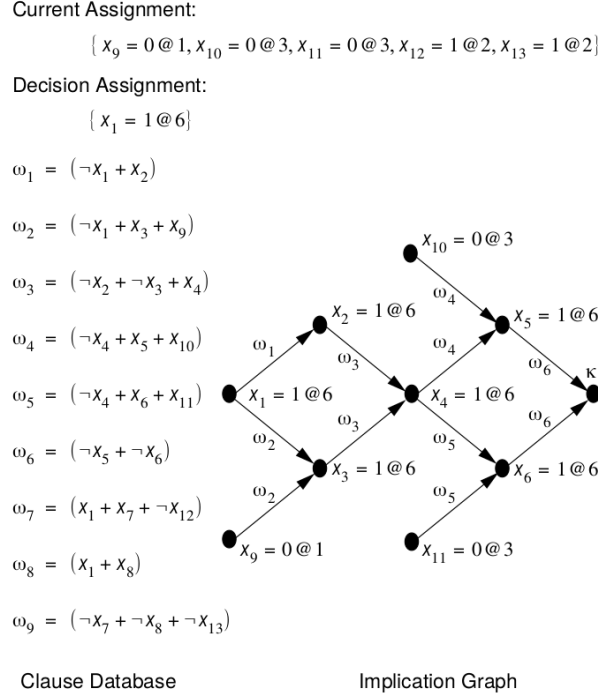 Current Assignment:
{ x₉ = 0@1, x₁₀ = 0@3, x₁₁ = 0@3, x₁₂ = 1@2, x₁₃ = 1@2}
Decision Assignment:
{ x₁ = 1@6}
ω₁ = (¬x₁ + x₂)
ω₂ = (¬x₁ + x₃ + x₉)
ω₃ = (¬x₂ + ¬x₃ + x₄)
ω₄ = (¬x₄ + x₅ + x₁₀)
ω₅ = (¬x₄ + x₆ + x₁₁)
ω₆ = (¬x₅ + ¬x₆)
ω₇ = (x₁ + x₇ + ¬x₁₂)
ω₈ = (x₁ + x₈)
ω₉ = (¬x₇ + ¬x₈ + ¬x₁₃)
Clause Database
x₁₀ = 0@3
ω₄
x₂ = 1@6
x₅ = 1@6
ω₁
ω₃
ω₄
ω₆
κ
x₁ = 1@6
x₄ = 1@6
ω₂
ω₃
ω₅
ω₆
x₃ = 1@6
x₆ = 1@6
ω₂
ω₅
x₉ = 0@1
x₁₁ = 0@3
Implication Graph